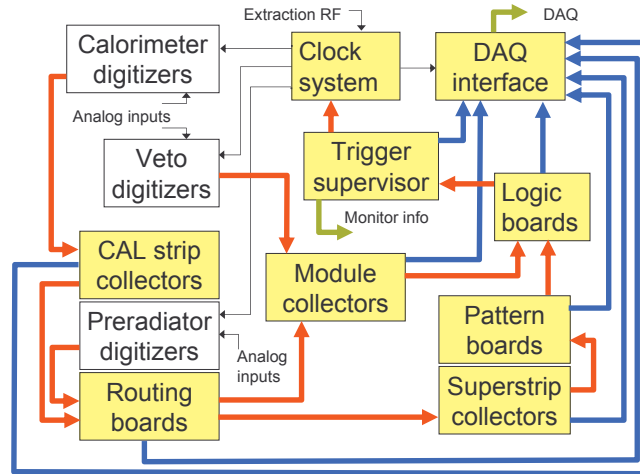 Extraction RF
DAQ
Calorimeter
digitizers
Clock
system
DAQ
interface
Analog inputs
Veto
digitizers
Trigger
supervisor
Logic
boards
Monitor info
CAL strip
collectors
Module
collectors
Preradiator
digitizers
Analog
inputs
Pattern
boards
Routing
boards
Superstrip
collectors